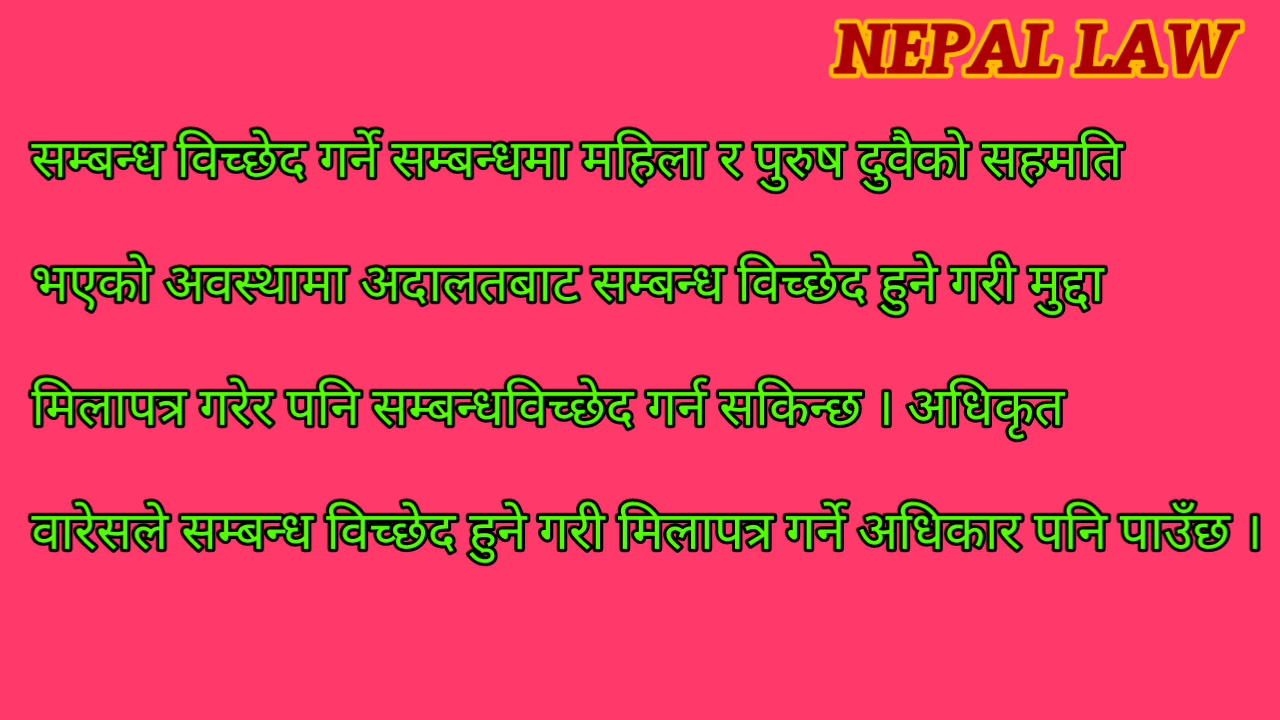 NEPAL LAW
सम्बन्ध विच्छेद गर्ने सम्बन्धमा महिला र पुरुष दुवैको सहमति
भएको अवस्थामा अदालतबाट सम्बन्ध विच्छेद हुने गरी मुद्दा
मिलापत्र गरेर पनि सम्बन्धविच्छेद गर्न सकिन्छ । अधिकृत
वारेसले सम्बन्ध विच्छेद हुने गरी मिलापत्र गर्ने अधिकार पनि पाउँछ ।